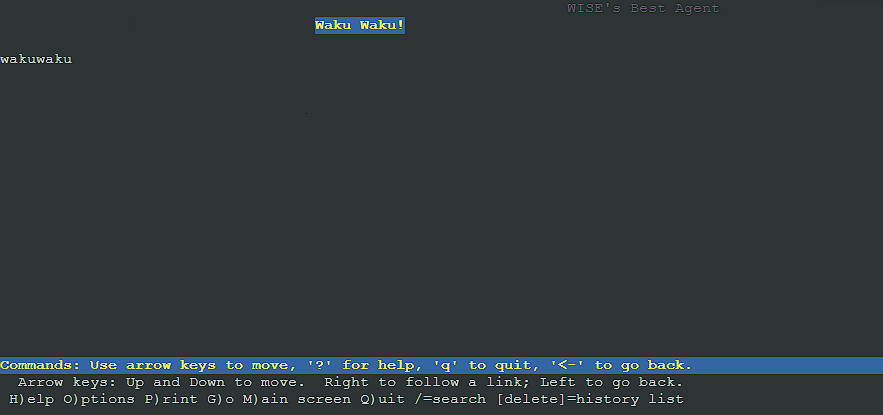 WISE's Best Agent
Waku Waku!
wakuwaku
Commands: Use arrow keys to move, '?' for help, 'q' to quit, '<-' to go back.
Arrow keys: Up and Down to move.  Right to follow a link; Left to go back.
H)elp O)ptions P)rint G)o M)ain screen Q)uit /=search [delete]=history list